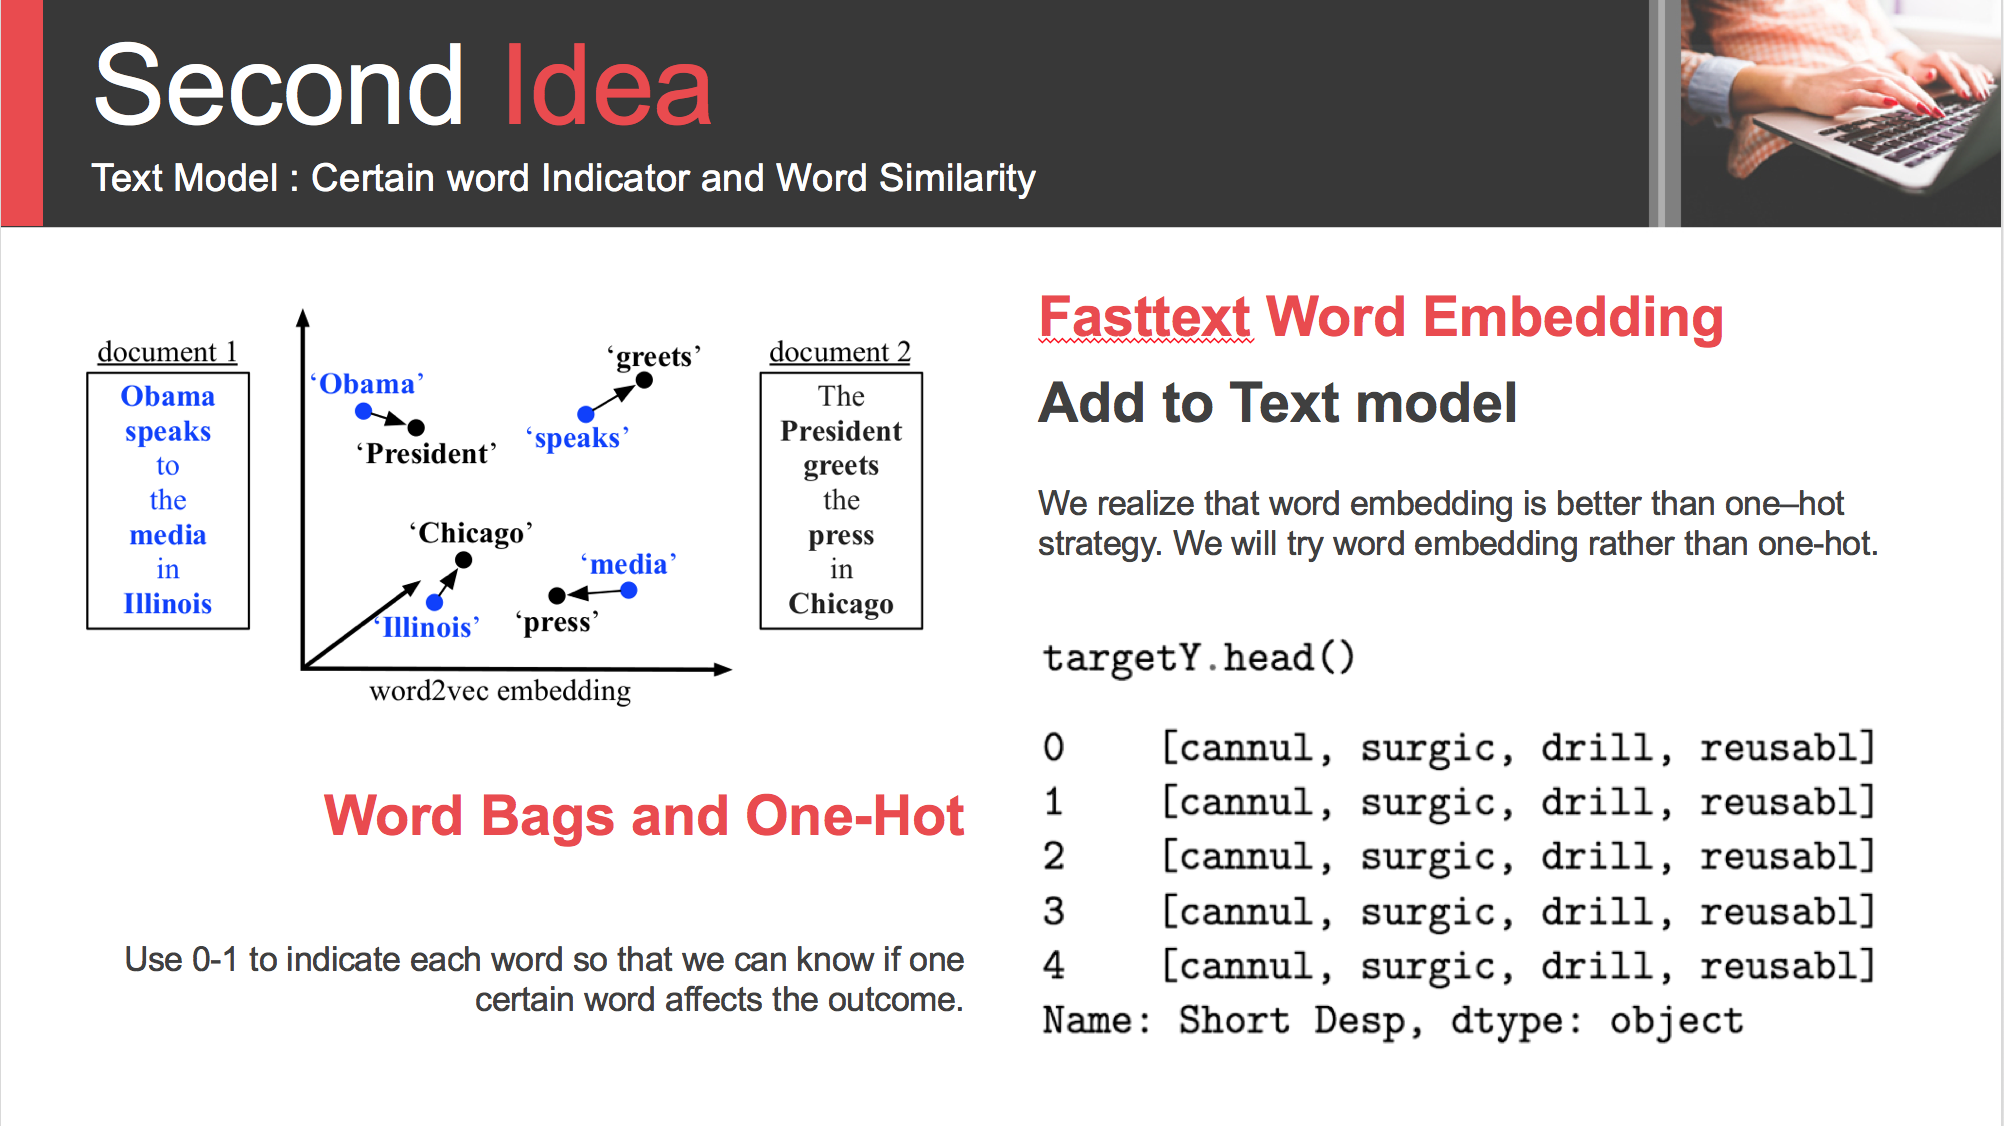 Second Idea
Text Model : Certain word Indicator and Word Similarity
document 1
Obama
speaks
to
the
media
in
Illinois
‘Obama’
‘President’
‘greets’
‘speaks’
‘Chicago’
‘Illinois’
‘media’
‘press’
word2vec embedding
document 2
The
President
greets
the
press
in
Chicago
Word Bags and One-Hot
Use 0-1 to indicate each word so that we can know if one
certain word affects the outcome.
Fasttext Word Embedding
Add to Text model
We realize that word embedding is better than one–hot
strategy. We will try word embedding rather than one-hot.
targetY.head()
0 [cannul, surgic, drill, reusabl]
1 [cannul, surgic, drill, reusabl]
2 [cannul, surgic, drill, reusabl]
3 [cannul, surgic, drill, reusabl]
4 [cannul, surgic, drill, reusabl]
Name: Short Desp, dtype: object